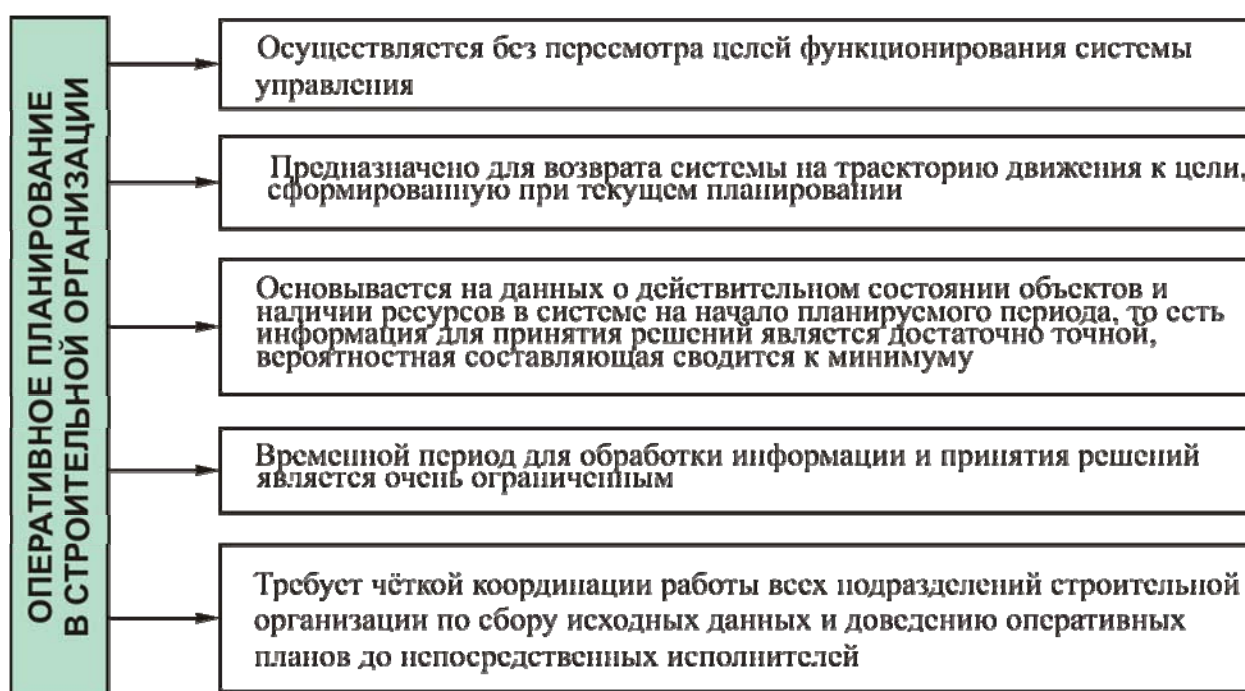 ОПЕРАТИВНОЕ ПЛАНИРОВАНИЕ
В СТРОИТЕЛЬНОЙ ОРГАНИЗАЦИИ
Осуществляется без пересмотра целей функционирования системы
управления
Предназначено для возврата системы на траекторию движения к цели,
сформированную при текущем планировании
Основывается на данных о действительном состоянии объектов и
наличии ресурсов в системе на начало планируемого периода, то есть
информация для принятия решений является достаточно точной,
вероятностная составляющая сводится к минимуму
Временной период для обработки информации и принятия решений
является очень ограниченным
Требует чёткой координации работы всех подразделений строительной
организации по сбору исходных данных и доведению оперативных
планов до непосредственных исполнителей